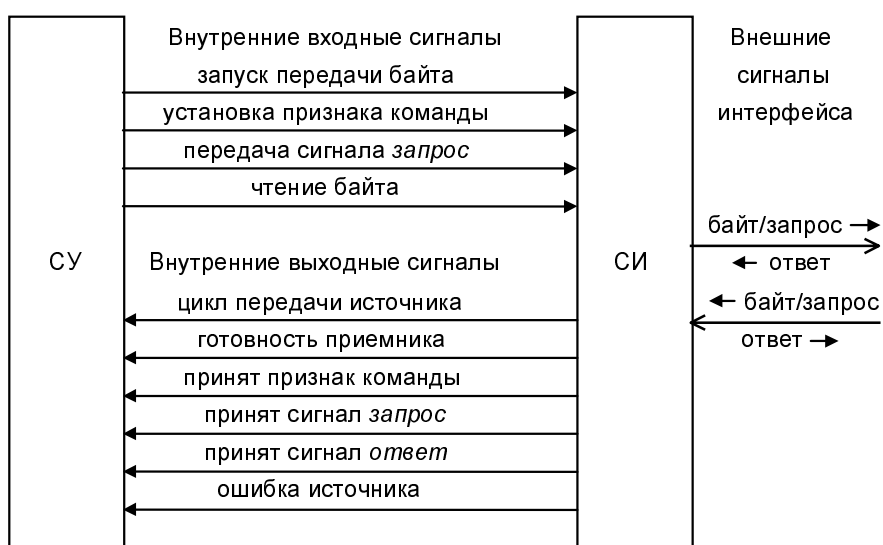 Внутренние входные сигналы
запуск передачи байта
установка признака команды
передача сигнала запрос
чтение байта
Внешние
сигналы
интерфейса
СУ
Внутренние выходные сигналы
СИ
байт/запрос
ответ
цикл передачи источника
готовность приемника
принят признак команды
принят сигнал запрос
принят сигнал ответ
ошибка источника
байт/запрос
ответ